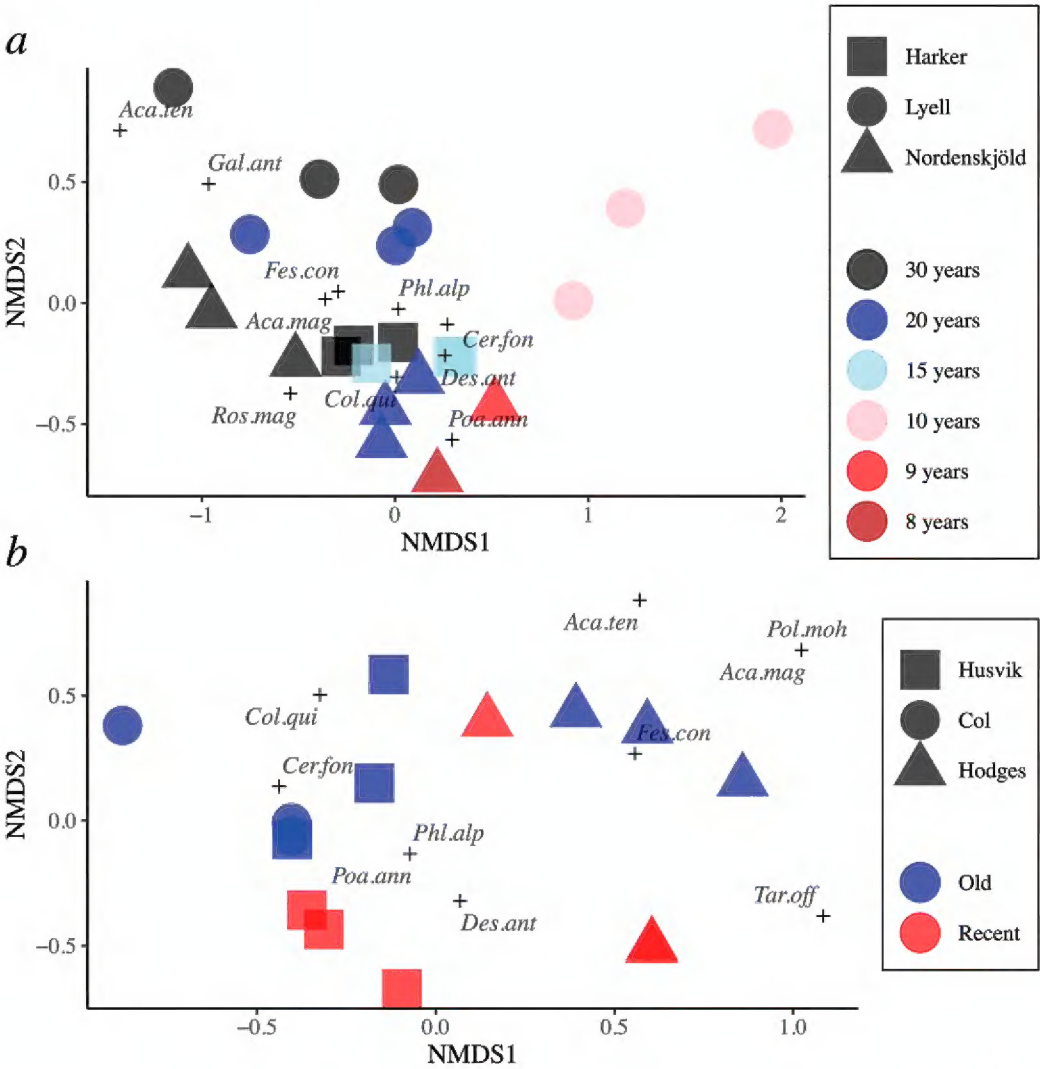 a
Harker
Lyell
Nordenskjöld
30 years
20 years
15 years
10 years
9 years
8 years
NMDS2
0.5
0.0
−0.5
Aca.ten
Gal.ant
Fes.con
Phl.alp
Aca.mag
Cer.fon
Des.ant
Col.qui
Ros.mag
Poa.ann
−1
0
1
2
NMDS1
b
Husvik
Col
Hodges
Old
Recent
NMDS2
0.5
0.0
−0.5
Aca.ten
Pol.moh
Aca.mag
Col.qui
Fes.con
Cer.fon
Phl.alp
Poa.ann
Des.ant
Tar.off
−0.5
0.0
0.5
1.0
NMDS1